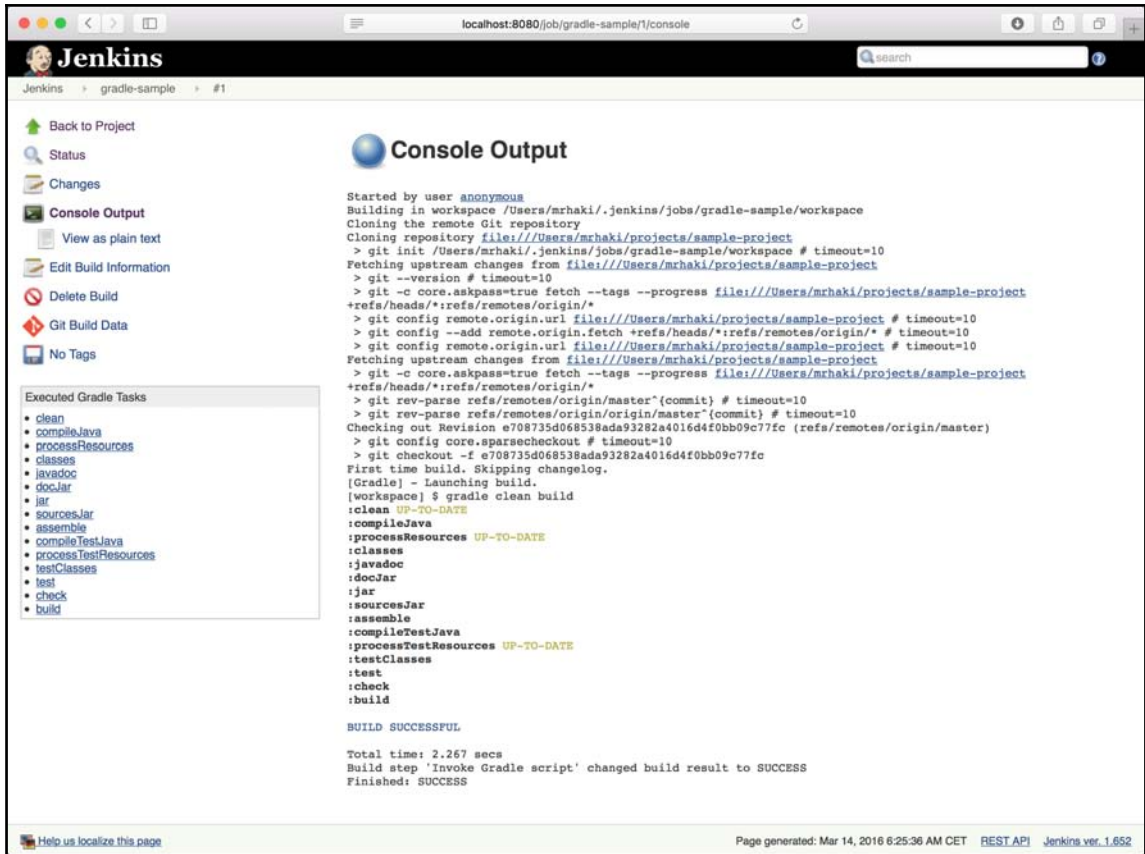 localhost:8080/job/gradle-sample/1/console
Jenkins
search
Jenkins
gradle-sample
#1
Back to Project
Status
Changes
Console Output
View as plain text
Edit Build Information
Delete Build
Git Build Data
No Tags
Executed Gradle Tasks
clean
compileJava
processResources
classes
javadoc
docJar
jar
sourcesJar
assemble
compileTestJava
processTestResources
testClasses
test
check
build
Console Output
Started by user anonymous
Building in workspace /Users/mrhaki/.jenkins/jobs/gradle-sample/workspace
Cloning the remote Git repository
Cloning repository file:///Users/mrhaki/projects/sample-project
> git init /Users/mrhaki/.jenkins/jobs/gradle-sample/workspace # timeout=10
Fetching upstream changes from file:///Users/mrhaki/projects/sample-project
> git --version # timeout=10
> git -c core.askpass=true fetch --tags --progress file:///Users/mrhaki/projects/sample-project
+refs/heads/*:refs/remotes/origin/*
> git config remote.origin.url file:///Users/mrhaki/projects/sample-project # timeout=10
> git config --add remote.origin.fetch +refs/heads/*:refs/remotes/origin/* # timeout=10
> git config remote.origin.url file:///Users/mrhaki/projects/sample-project # timeout=10
Fetching upstream changes from file:///Users/mrhaki/projects/sample-project
> git -c core.askpass=true fetch --tags --progress file:///Users/mrhaki/projects/sample-project
+refs/heads/*:refs/remotes/origin/*
> git rev-parse refs/remotes/origin/master^{commit} # timeout=10
> git rev-parse refs/remotes/origin/origin/master^{commit} # timeout=10
Checking out Revision e708735d068538ada93282a4016d4f0bb09c77fc (refs/remotes/origin/master)
> git config core.sparsecheckout # timeout=10
> git checkout -f e708735d068538ada93282a4016d4f0bb09c77fc
First time build. Skipping changelog.
[Gradle] - Launching build.
[workspace] $ gradle clean build
:clean UP-TO-DATE
:compileJava
:processResources UP-TO-DATE
:classes
:javadoc
:docJar
:jar
:sourcesJar
:assemble
:compileTestJava
:processTestResources UP-TO-DATE
:testClasses
:test
:check
:build
BUILD SUCCESSFUL
Total time: 2.267 secs
Build step 'Invoke Gradle script' changed build result to SUCCESS
Finished: SUCCESS
Help us localize this page
Page generated: Mar 14, 2016 6:25:36 AM CET
REST API
Jenkins ver. 1.652